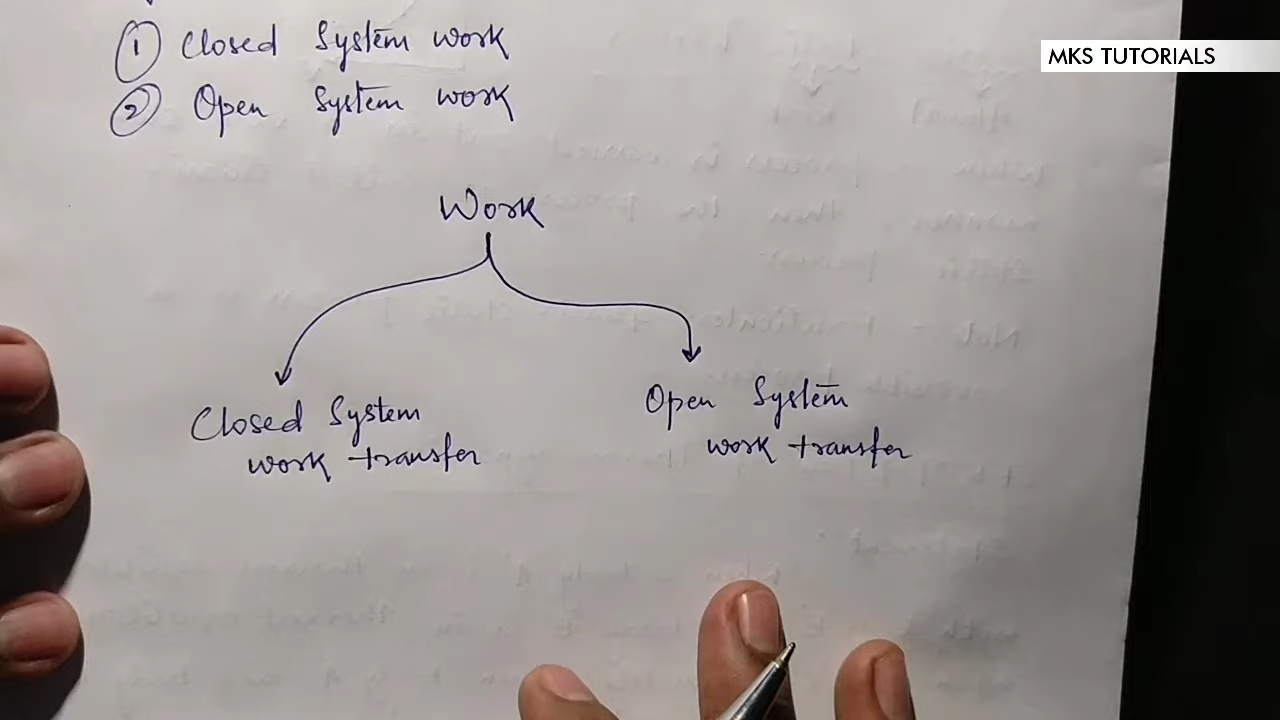 MKS TUTORIALS
① Closed System work
② Open System work
Work
Closed System
work transfer
Open System
work transfer